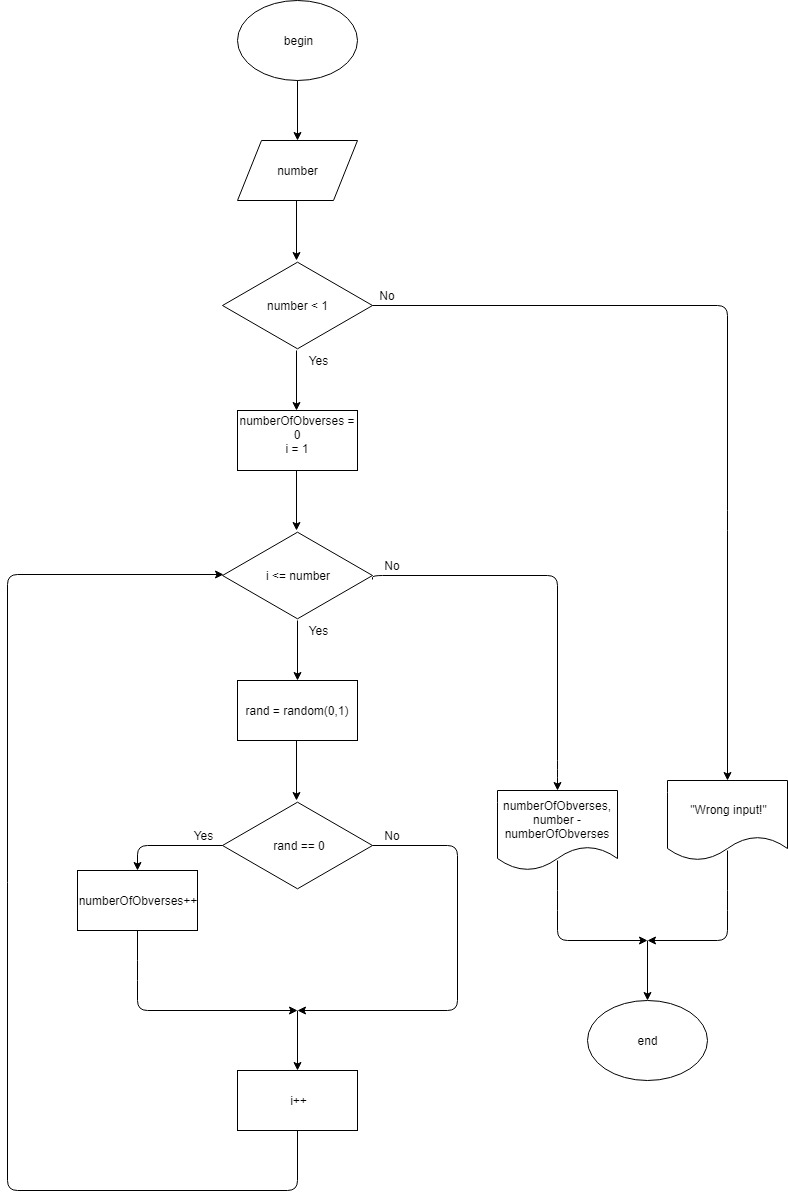 begin
number
number < 1
No
Yes
numberOfObverses =
0
i = 1
i <= number
No
Yes
rand = random(0,1)
rand == 0
Yes
No
numberOfObverses++
i++
numberOfObverses,
number -
numberOfObverses
"Wrong input!"
end